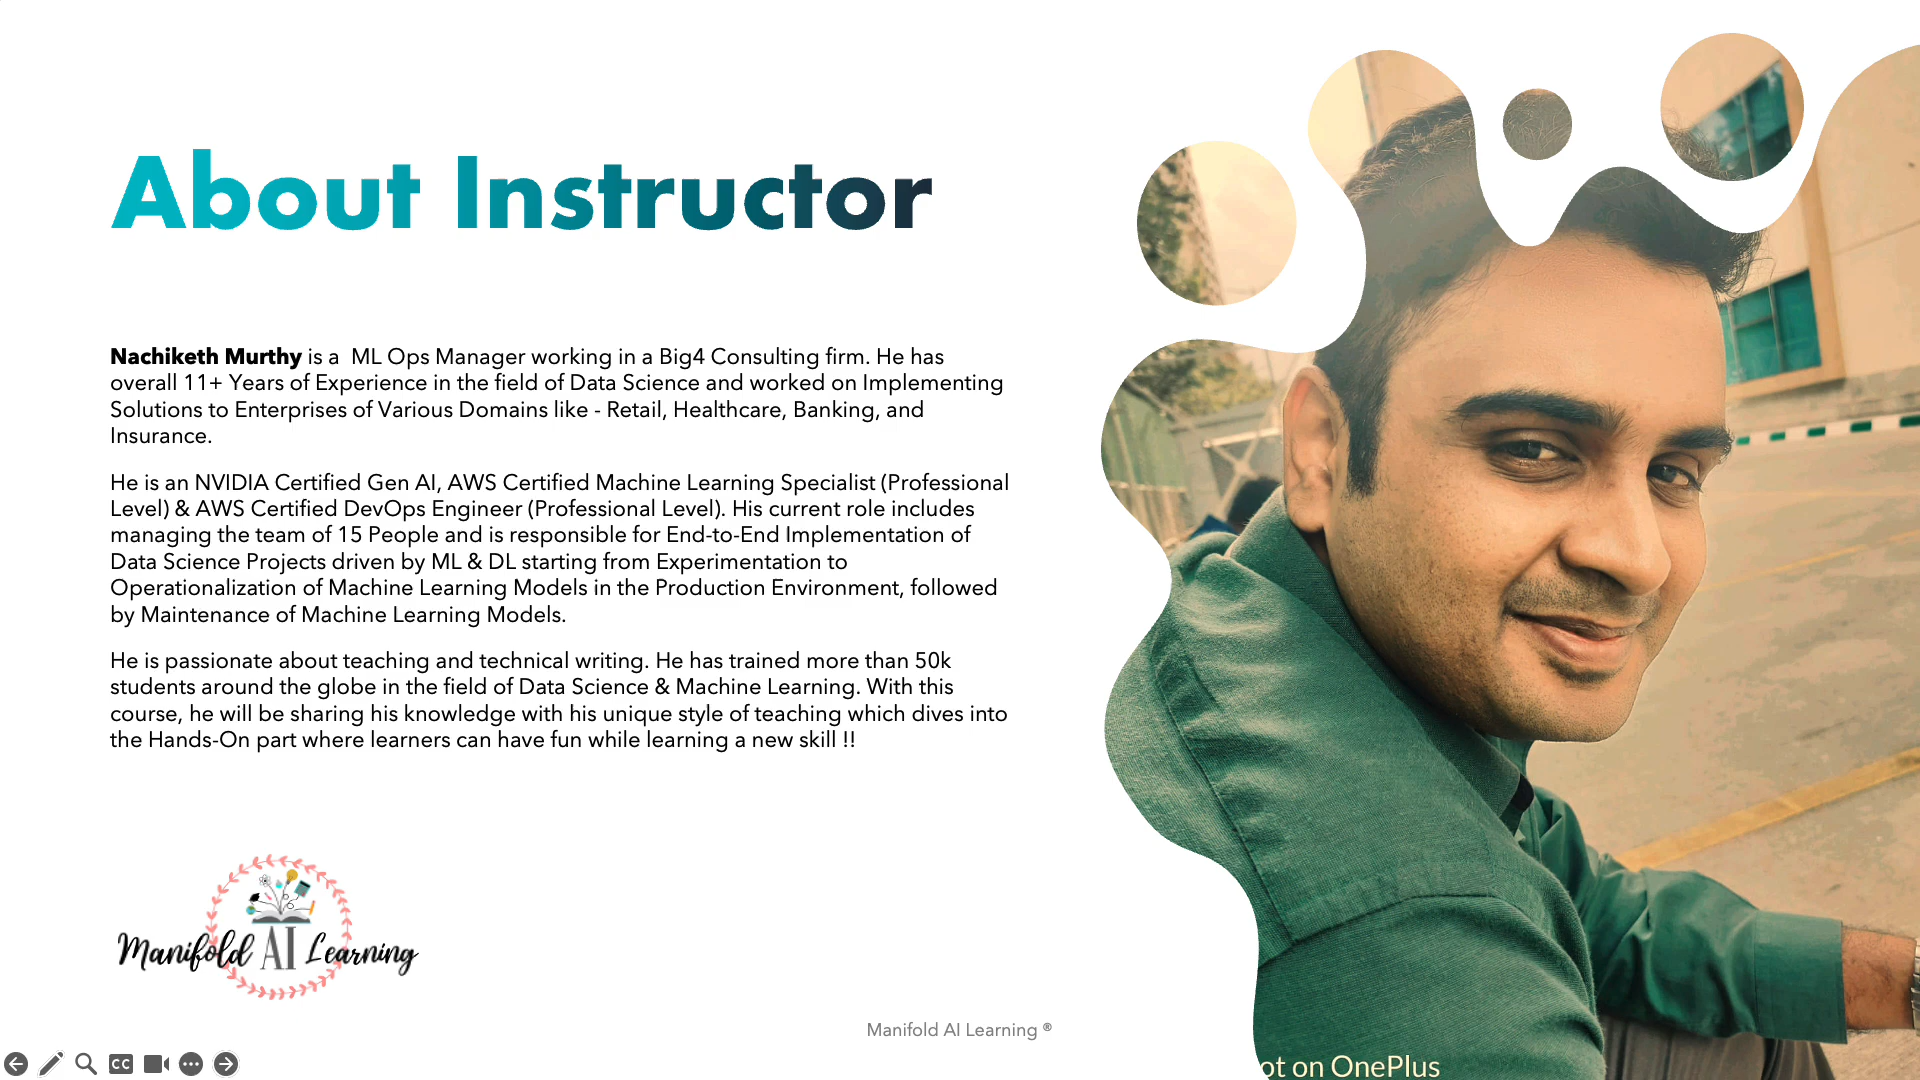 About Instructor
Nachiketh Murthy is a  ML Ops Manager working in a Big4 Consulting firm. He has
overall 11+ Years of Experience in the field of Data Science and worked on Implementing
Solutions to Enterprises of Various Domains like - Retail, Healthcare, Banking, and
Insurance.
He is an NVIDIA Certified Gen AI, AWS Certified Machine Learning Specialist (Professional
Level) & AWS Certified DevOps Engineer (Professional Level). His current role includes
managing the team of 15 People and is responsible for End-to-End Implementation of
Data Science Projects driven by ML & DL starting from Experimentation to
Operationalization of Machine Learning Models in the Production Environment, followed
by Maintenance of Machine Learning Models.
He is passionate about teaching and technical writing. He has trained more than 50k
students around the globe in the field of Data Science & Machine Learning. With this
course, he will be sharing his knowledge with his unique style of teaching which dives into
the Hands-On part where learners can have fun while learning a new skill !!
Manifold AI Learning
Manifold AI Learning ®
CC
ot on OnePlus